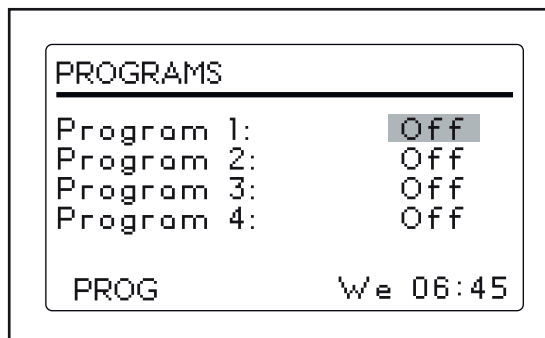 PROGRAMS
Program 1: Off
Program 2: Off
Program 3: Off
Program 4: Off
PROG We 06:45